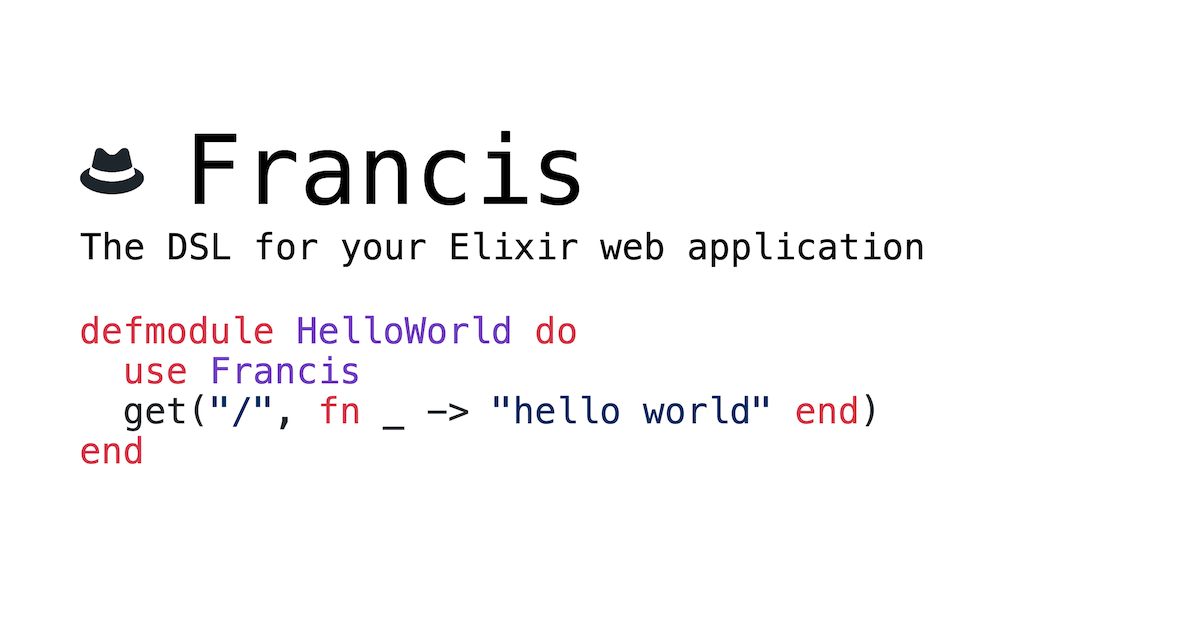 Francis
The DSL for your Elixir web application
defmodule HelloWorld do
  use Francis
  get("/", fn _ -> "hello world" end)
end